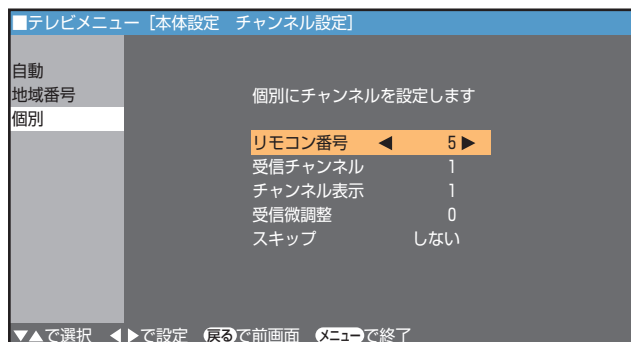 ■テレビメニュー［本体設定　チャンネル設定］
自動
地域番号
個別
個別にチャンネルを設定します
リモコン番号 ◀ 5 ▶
受信チャンネル 1
チャンネル表示 1
受信微調整 0
スキップ しない
▼▲で選択 ◀▶で設定 戻るで前画面 メニューで終了